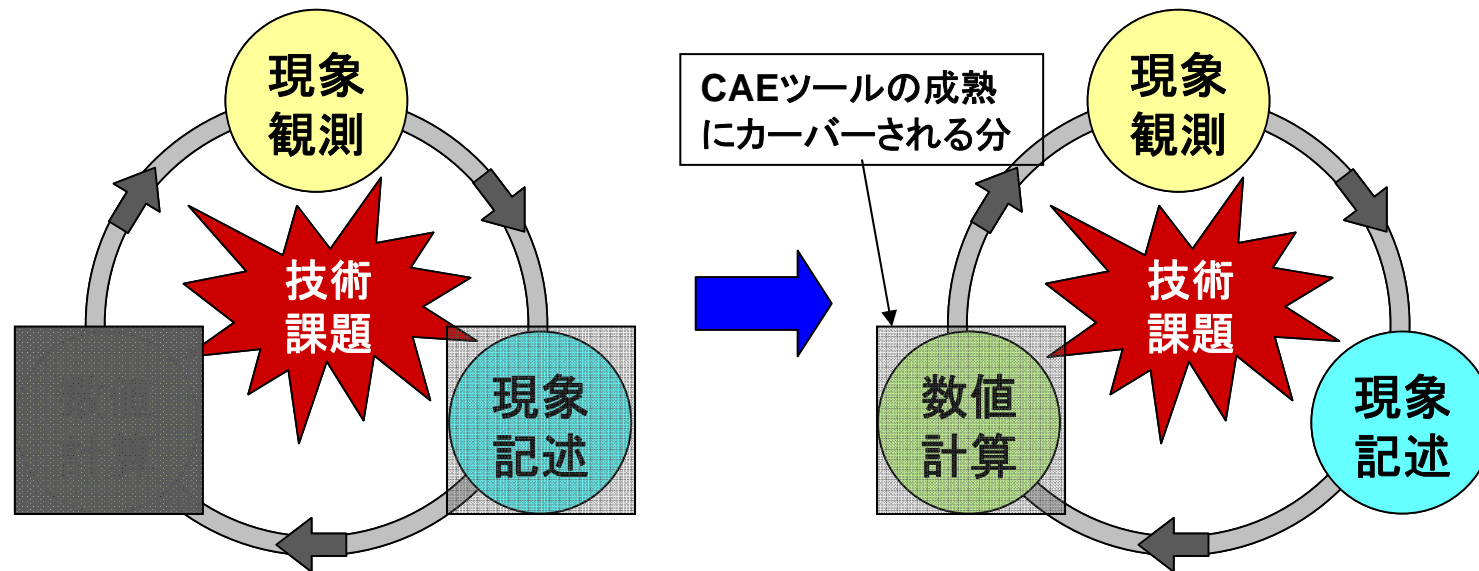 現象
観測
技術
課題
現象
記述
CAEツールの成熟
にカーバーされる分
現象
観測
技術
課題
数値
計算
現象
記述